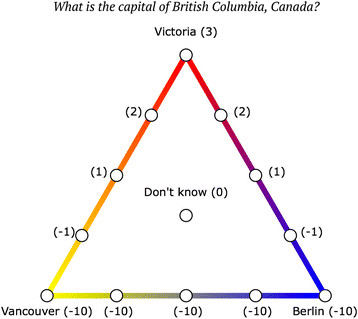 What is the capital of British Columbia, Canada?
Victoria (3)
(2) (2)
(1) (1)
Don't know (0)
(-1) (-1)
Vancouver (-10) (-10) (-10) (-10) Berlin (-10)